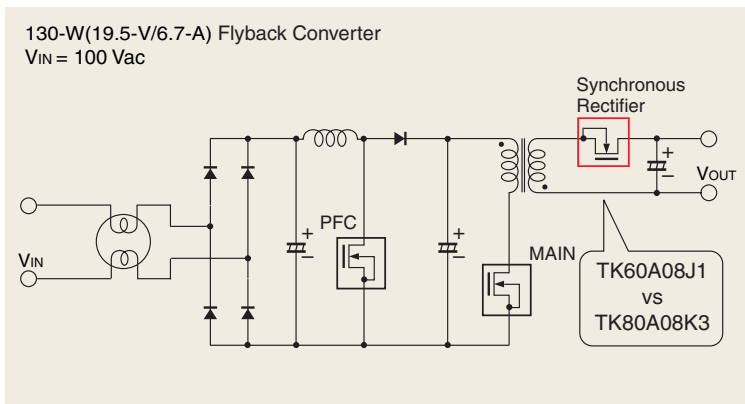 130-W(19.5-V/6.7-A) Flyback Converter
VIN = 100 Vac
Synchronous
Rectifier
+
−
VOUT
PFC
+
−
+
−
VIN
MAIN
TK60A08J1
vs
TK80A08K3